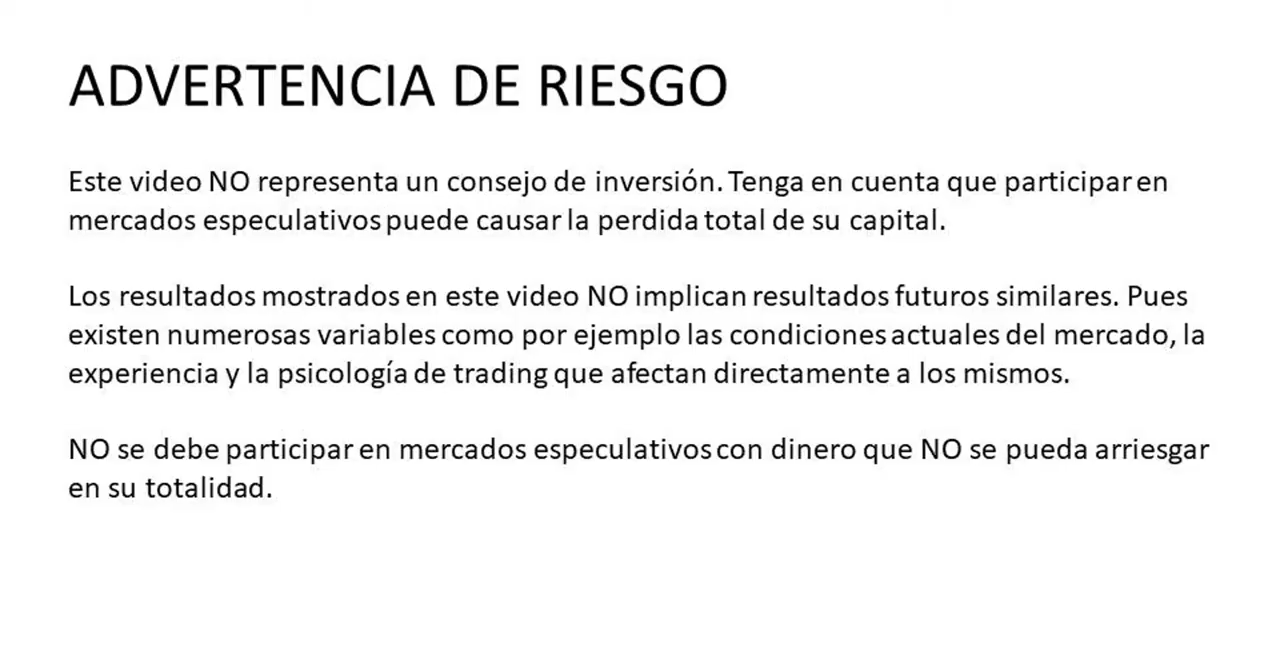 ADVERTENCIA DE RIESGO
Este video NO representa un consejo de inversión. Tenga en cuenta que participar en
mercados especulativos puede causar la perdida total de su capital.
Los resultados mostrados en este video NO implican resultados futuros similares. Pues
existen numerosas variables como por ejemplo las condiciones actuales del mercado, la
experiencia y la psicología de trading que afectan directamente a los mismos.
NO se debe participar en mercados especulativos con dinero que NO se pueda arriesgar
en su totalidad.